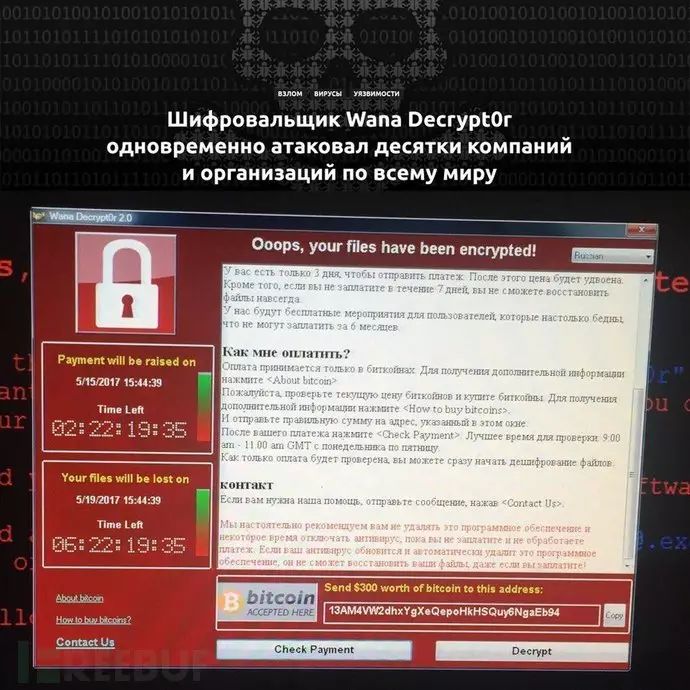 ВЗЛОМ ВИРУСЫ УЯЗВИМОСТИ
Шифровальщик Wana Decrypt0r
одновременно атаковал десятки компаний
и организаций по всему миру
Wana Decrypt0r 2.0
Ooops, your files have been encrypted!
Russian
У вас есть только 3 дня, чтобы отправить платеж. После этого цена будет удвоена.
Кроме того, если вы не заплатите в течение 7 дней, вы не сможете восстановить
файлы навсегда.
У нас будут бесплатные мероприятия для пользователей, которые настолько бедны,
что не могут заплатить за 6 месяцев.
Как мне оплатить?
Оплата принимается только в биткойнах. Для получения дополнительной информации
нажмите <About bitcoin>.
Пожалуйста, проверьте текущую цену биткойнов и купите биткойны. Для получения
дополнительной информации нажмите <How to buy bitcoins>.
И отправьте правильную сумму на адрес, указанный в этом окне.
После вашего платежа нажмите <Check Payment>. Лучшее время для проверки: 9:00
am - 11:00 am GMT с понедельника по пятницу.
Как только оплата будет проверена, вы можете сразу начать дешифрование файлов.
контакт
Если вам нужна наша помощь, отправьте сообщение, нажав <Contact Us>.
Мы настоятельно рекомендуем вам не удалять это программное обеспечение и
некоторое время отключать антивирус, пока вы не заплатите и не обработаете
платеж. Если ваш антивирус обновится и автоматически удалит это программное
обеспечение, он не сможет восстановить ваши файлы, даже если вы заплатите!
Payment will be raised on
5/15/2017 15:44:39
Time Left
02:22:19:35
Your files will be lost on
5/19/2017 15:44:39
Time Left
06:22:19:35
About bitcoin
How to buy bitcoins?
Contact Us
bitcoin
ACCEPTED HERE
Send $300 worth of bitcoin to this address:
13AM4VW2dhxYgXeQepoHkHSQuy6NgaEb94
Copy
Check Payment
Decrypt
REEBUF